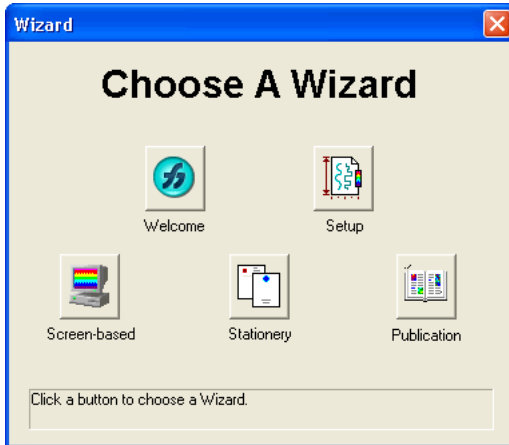 Wizard
Choose A Wizard
Welcome
Setup
Screen-based
Stationery
Publication
Click a button to choose a Wizard.